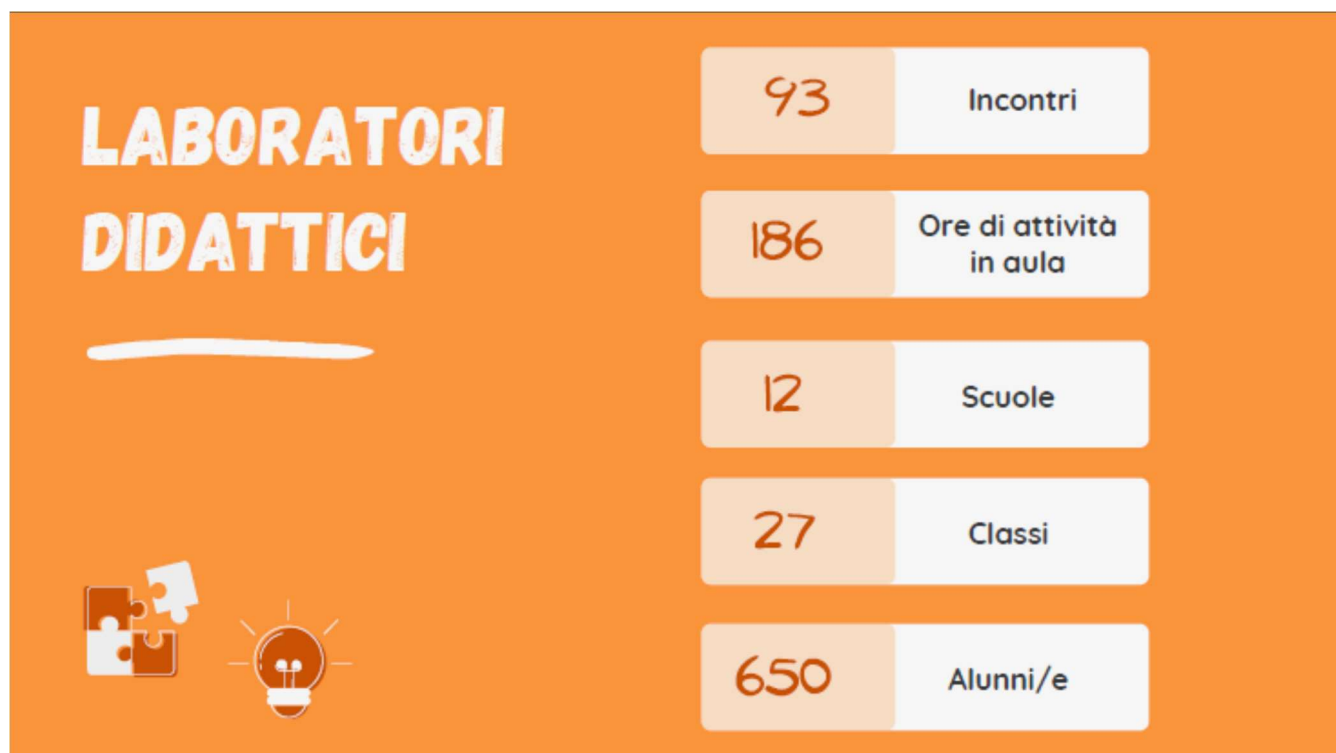 LABORATORI
DIDATTICI
93
Incontri
186
Ore di attività
in aula
12
Scuole
27
Classi
650
Alunni/e